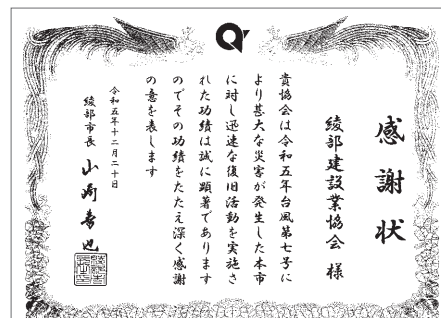 感謝状
綾部建設業協会 様
貴協会は令和五年台風第七号に
より甚大な災害が発生した本市
に対し迅速な復旧活動を実施さ
れた功績は誠に顕著であります
のでその功績をたたえ深く感謝
の意を表します
令和五年十二月二十日
綾部市長 山崎善也